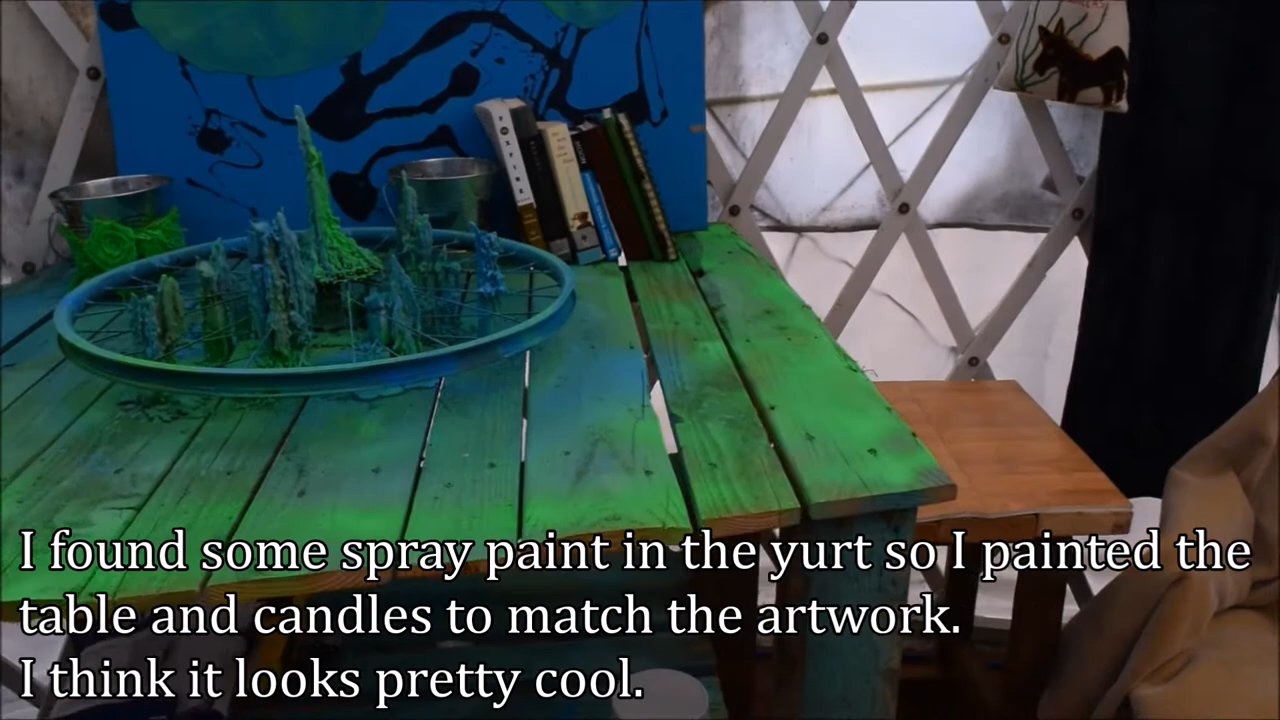 I found some spray paint in the yurt so I painted the
table and candles to match the artwork.
I think it looks pretty cool.